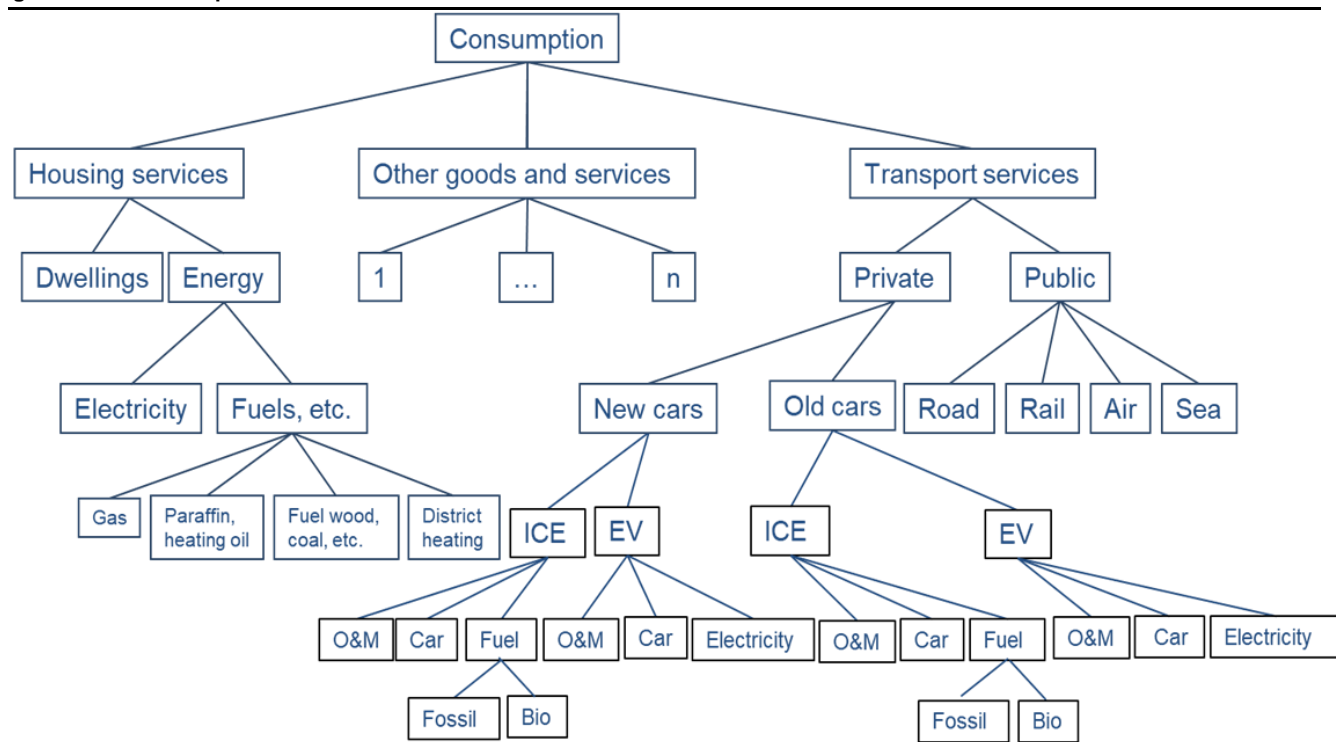 Consumption
Housing services
Other goods and services
Transport services
Dwellings
Energy
1
...
n
Private
Public
Electricity
Fuels, etc.
New cars
Old cars
Road
Rail
Air
Sea
Gas
Paraffin,
heating oil
Fuel wood,
coal, etc.
District
heating
ICE
EV
ICE
EV
O&M
Car
Fuel
O&M
Car
Electricity
O&M
Car
Fuel
O&M
Car
Electricity
Fossil
Bio
Fossil
Bio